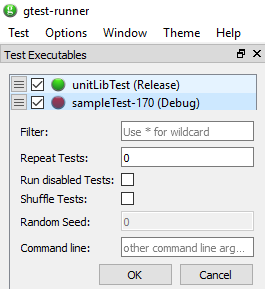 gtest-runner
Test Options Window Theme Help
Test Executables
unitLibTest (Release)
sampleTest-170 (Debug)
Filter: Use * for wildcard
Repeat Tests: 0
Run disabled Tests:
Shuffle Tests:
Random Seed: 0
Command line: other command line arg...
OK Cancel